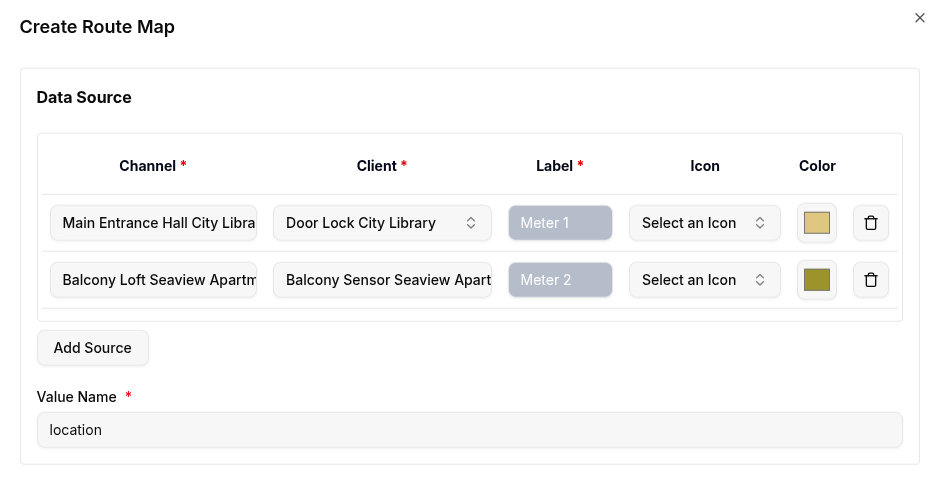 Create Route Map
Data Source
Channel * Client * Label * Icon Color
Main Entrance Hall City Libra Door Lock City Library Meter 1 Select an Icon
Balcony Loft Seaview Apartm Balcony Sensor Seaview Apart Meter 2 Select an Icon
Add Source
Value Name *
location